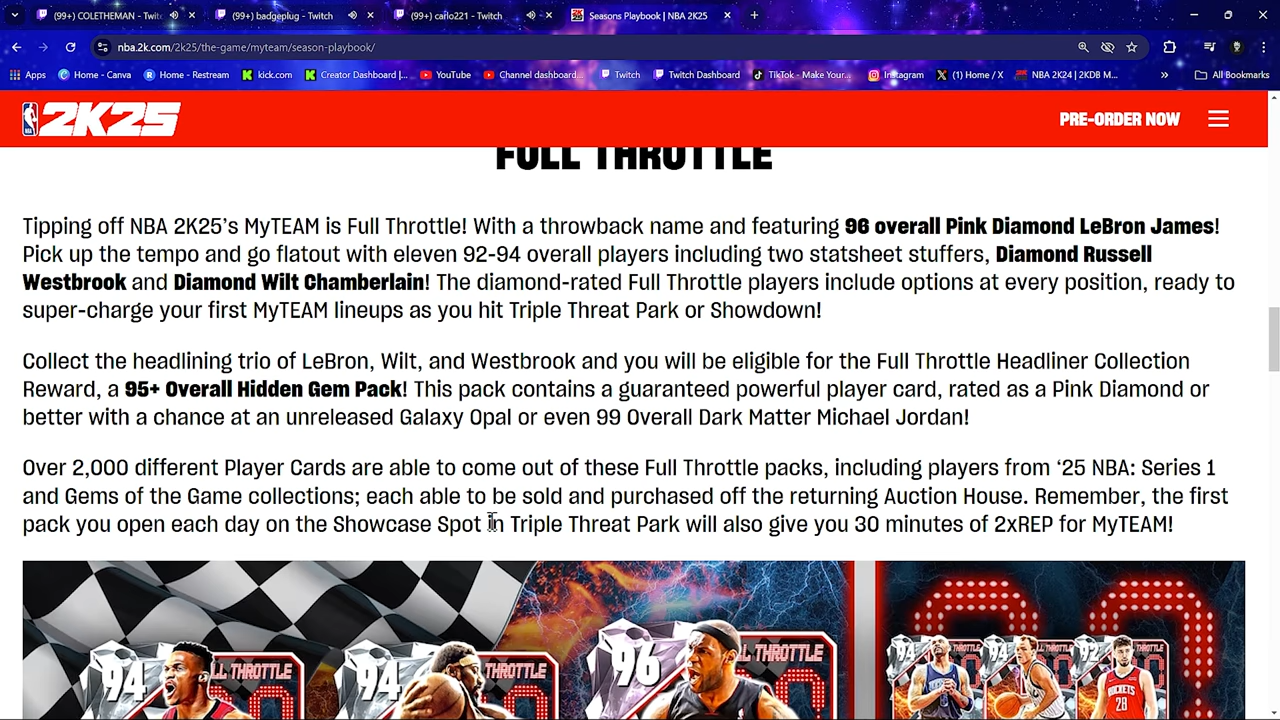 (99+) COLETHEMAN - Twitc
(99+) badgeplug - Twitch
(99+) carlo221 - Twitch
Seasons Playbook | NBA 2K25
nba.2k.com/2k25/the-game/myteam/season-playbook/
Apps
Home - Canva
Home - Restream
kick.com
Creator Dashboard |...
YouTube
Channel dashboard...
Twitch
Twitch Dashboard
TikTok - Make Your...
Instagram
(1) Home / X
NBA 2K24 | 2KDB M...
»
All Bookmarks
2K25
PRE-ORDER NOW
FULL THROTTLE
Tipping off NBA 2K25’s MyTEAM is Full Throttle! With a throwback name and featuring 96 overall Pink Diamond LeBron James!
Pick up the tempo and go flatout with eleven 92-94 overall players including two statsheet stuffers, Diamond Russell
Westbrook and Diamond Wilt Chamberlain! The diamond-rated Full Throttle players include options at every position, ready to
super-charge your first MyTEAM lineups as you hit Triple Threat Park or Showdown!
Collect the headlining trio of LeBron, Wilt, and Westbrook and you will be eligible for the Full Throttle Headliner Collection
Reward, a 95+ Overall Hidden Gem Pack! This pack contains a guaranteed powerful player card, rated as a Pink Diamond or
better with a chance at an unreleased Galaxy Opal or even 99 Overall Dark Matter Michael Jordan!
Over 2,000 different Player Cards are able to come out of these Full Throttle packs, including players from ‘25 NBA: Series 1
and Gems of the Game collections; each able to be sold and purchased off the returning Auction House. Remember, the first
pack you open each day on the Showcase Spot in Triple Threat Park will also give you 30 minutes of 2xREP for MyTEAM!
94
94
96
94
94
94
ROCKETS
28